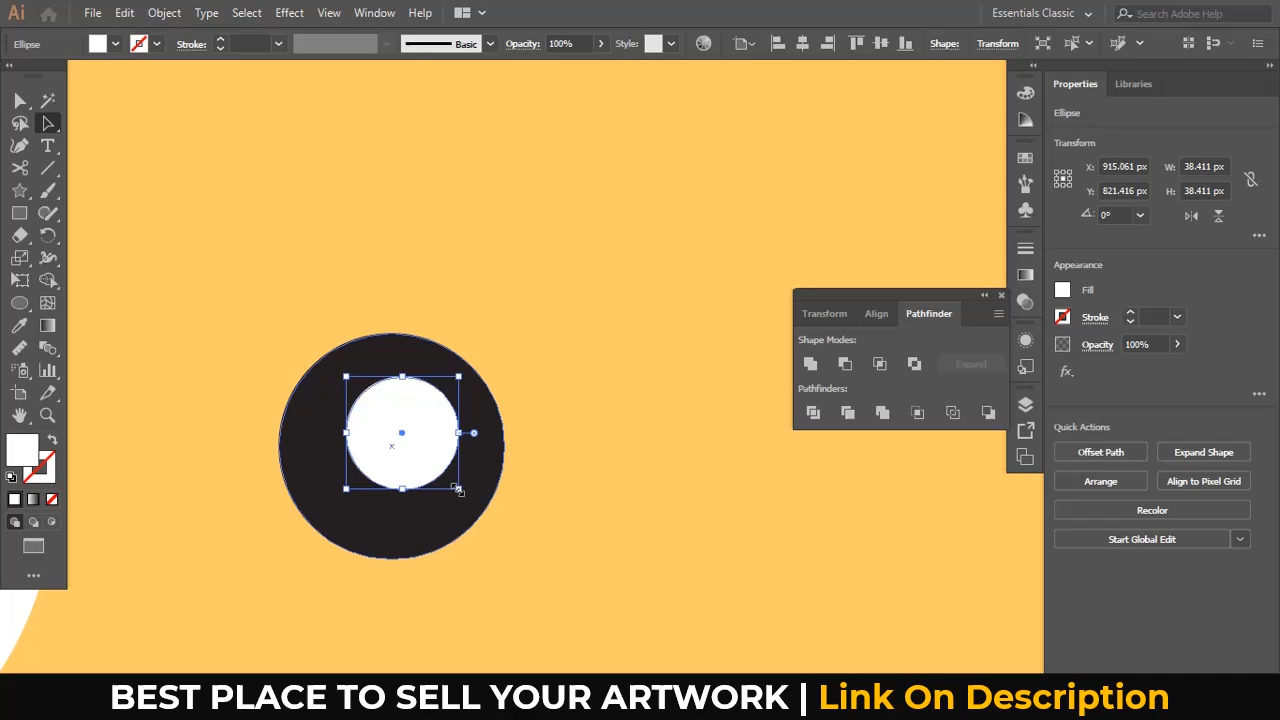 Ai File Edit Object Type Select Effect View Window Help Essentials Classic Search Adobe Help
Ellipse Stroke: Basic Opacity: 100% Style: Shape: Transform
Properties Libraries
Ellipse
Transform
X: 915.061 px W: 38.411 px
Y: 821.416 px H: 38.411 px
0°
Appearance
Fill
Stroke
Opacity 100%
fx.
Transform Align Pathfinder
Shape Modes:
Expand
Pathfinders:
Quick Actions
Offset Path Expand Shape
Arrange Align to Pixel Grid
Recolor
Start Global Edit
BEST PLACE TO SELL YOUR ARTWORK | Link On Description